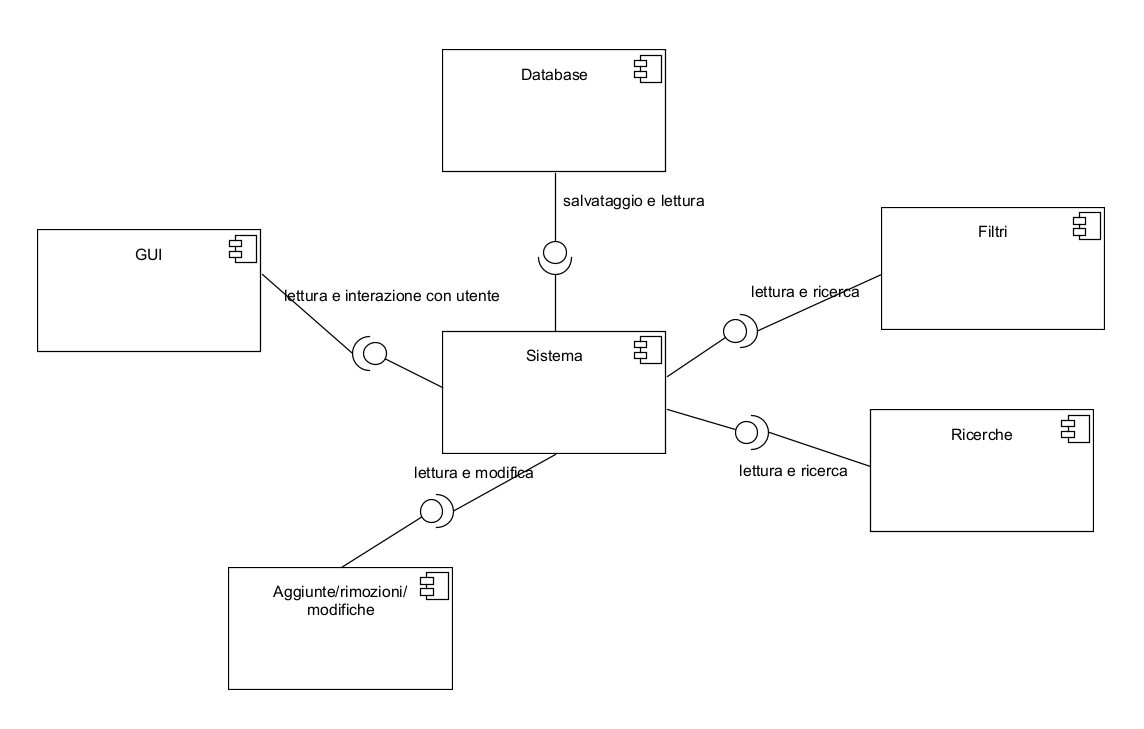 Database
salvataggio e lettura
Filtri
GUI
lettura e interazione con utente
lettura e ricerca
Sistema
Ricerche
lettura e modifica
lettura e ricerca
Aggiunte/rimozioni/
modifiche